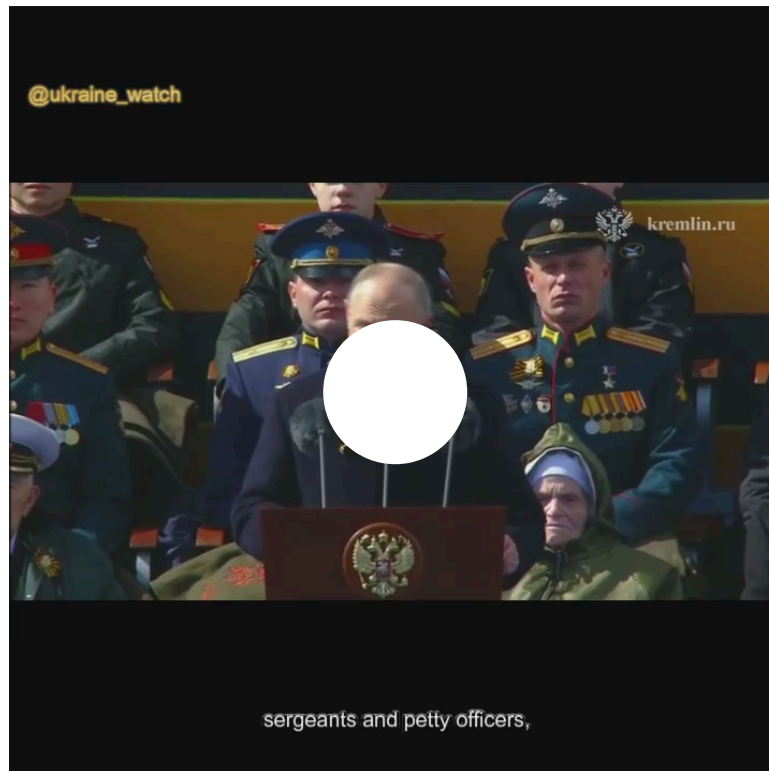 @ukraine_watch
kremlin.ru
sergeants and petty officers,